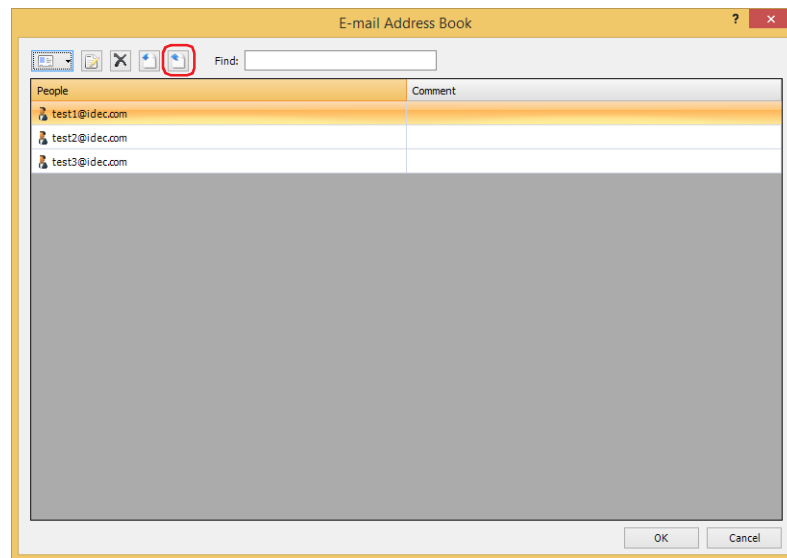 E-mail Address Book
?
Find:
People Comment
test1@idec.com
test2@idec.com
test3@idec.com
OK Cancel